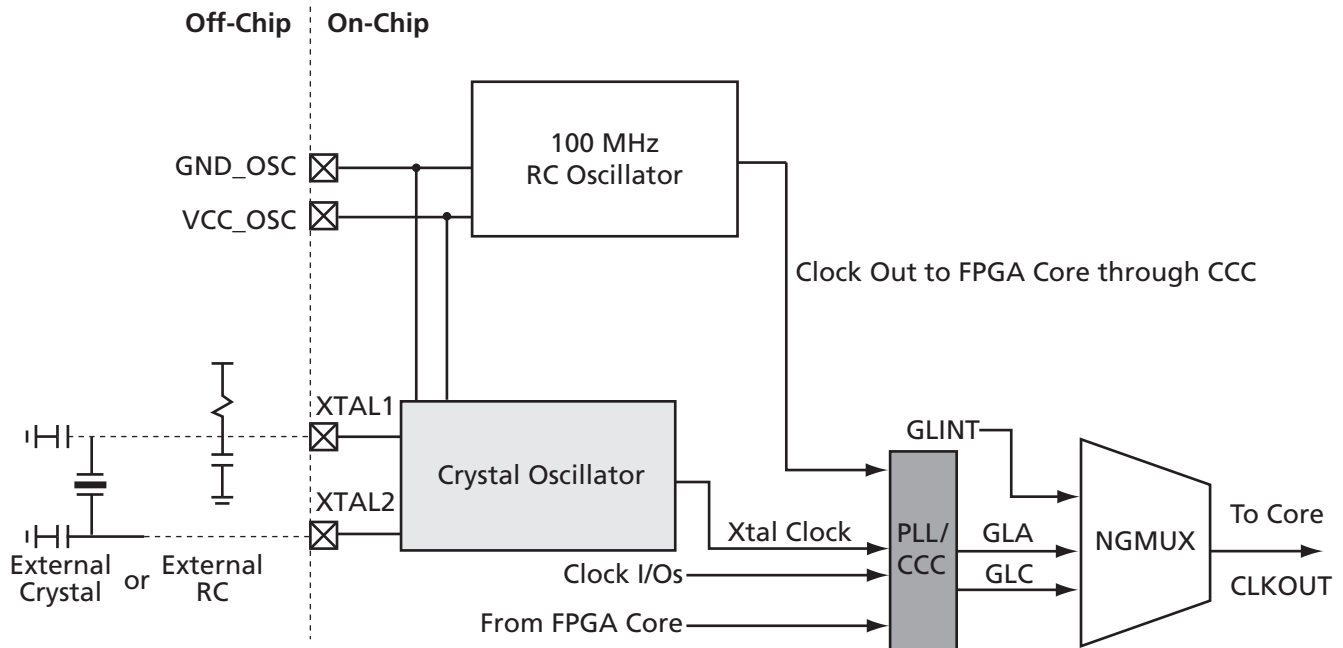 Off-Chip
On-Chip
100 MHz
RC Oscillator
GND_OSC
VCC_OSC
Clock Out to FPGA Core through CCC
XTAL1
Crystal Oscillator
XTAL2
External
Crystal
or
External
RC
Xtal Clock
Clock I/Os
From FPGA Core
PLL/
CCC
GLINT
GLA
GLC
NGMUX
To Core
CLKOUT